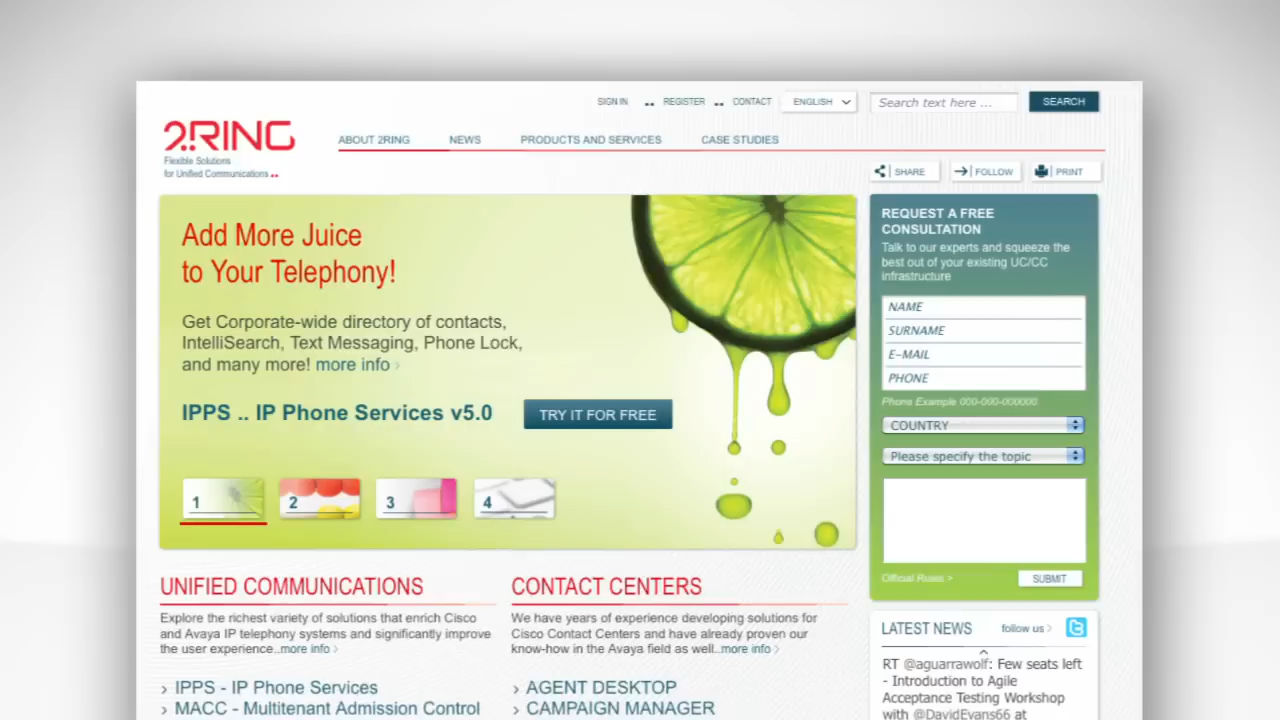 SIGN IN .. REGISTER .. CONTACT ENGLISH Search text here ... SEARCH
2RING
Flexible Solutions
for Unified Communications ..
ABOUT 2RING NEWS PRODUCTS AND SERVICES CASE STUDIES
SHARE FOLLOW PRINT
Add More Juice
to Your Telephony!
Get Corporate-wide directory of contacts,
IntelliSearch, Text Messaging, Phone Lock,
and many more! more info ›
IPPS .. IP Phone Services v5.0 TRY IT FOR FREE
1 2 3 4
REQUEST A FREE
CONSULTATION
Talk to our experts and squeeze the
best out of your existing UC/CC
infrastructure
NAME
SURNAME
E-MAIL
PHONE
Phone Example 000-000-000000
COUNTRY
Please specify the topic
Official Rules > SUBMIT
UNIFIED COMMUNICATIONS
Explore the richest variety of solutions that enrich Cisco
and Avaya IP telephony systems and significantly improve
the user experience..more info ›
› IPPS - IP Phone Services
› MACC - Multitenant Admission Control
CONTACT CENTERS
We have years of experience developing solutions for
Cisco Contact Centers and have already proven our
know-how in the Avaya field as well..more info ›
› AGENT DESKTOP
› CAMPAIGN MANAGER
LATEST NEWS follow us ›
RT @aguarrawolf: Few seats left
- Introduction to Agile
Acceptance Testing Workshop
with @DavidEvans66 at